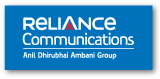 RELIANCE
Communications
Anil Dhirubhai Ambani Group